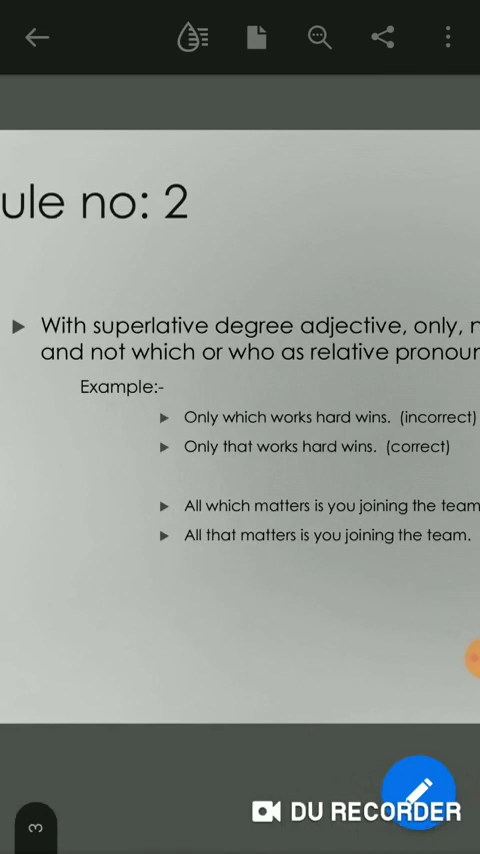 ule no: 2
With superlative degree adjective, only,
and not which or who as relative
Example:-
Only which works hard wins. (incorrect)
Only that works hard wins. (correct)
All which matters is you joining the team
All that matters is you joining the team.
3
DU RECORDER